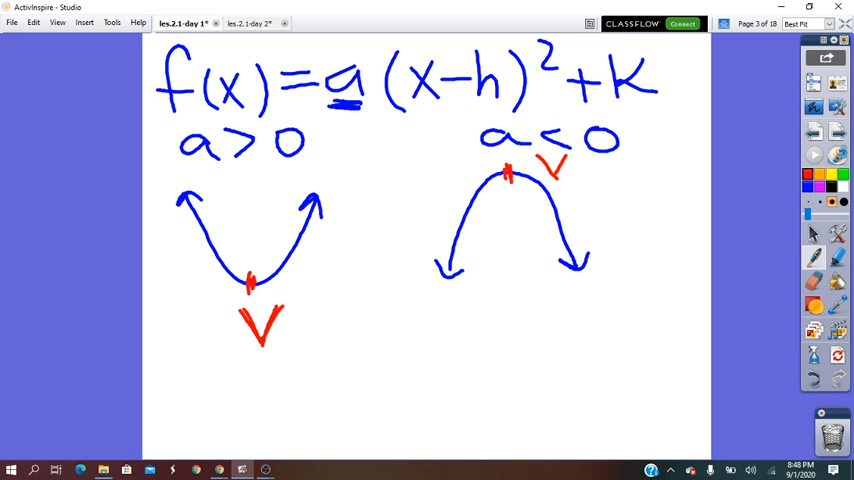 ActivInspire - Studio
File Edit View Insert Tools Help
les.2.1-day 1*
les.2.1-day 2*
CLASSFLOW Connect
Page 3 of 18
Best Fit
f(x) = a(x-h)²+k
a > 0
a < 0
V
V
8:48 PM
9/1/2020